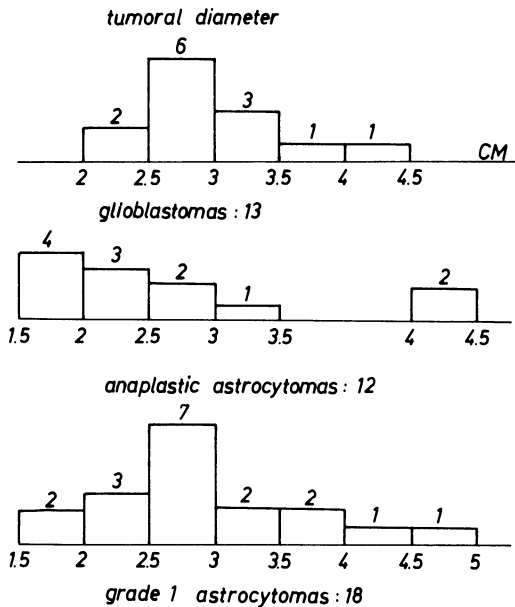 tumoral diameter
6
2 3 1 1 CM
2 2.5 3 3.5 4 4.5
glioblastomas : 13
4 3 2 1 2
1.5 2 2.5 3 3.5 4 4.5
anaplastic astrocytomas : 12
7
2 3 2 2 1 1
1.5 2 2.5 3 3.5 4 4.5 5
grade 1 astrocytomas: 18